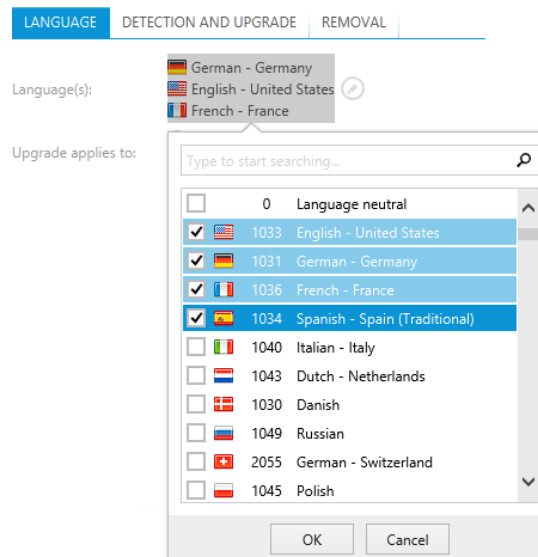 LANGUAGE DETECTION AND UPGRADE REMOVAL
Language(s):
German - Germany
English - United States
French - France
Upgrade applies to:
Type to start searching...
0 Language neutral
1033 English - United States
1031 German - Germany
1036 French - France
1034 Spanish - Spain (Traditional)
1040 Italian - Italy
1043 Dutch - Netherlands
1030 Danish
1049 Russian
2055 German - Switzerland
1045 Polish
OK Cancel